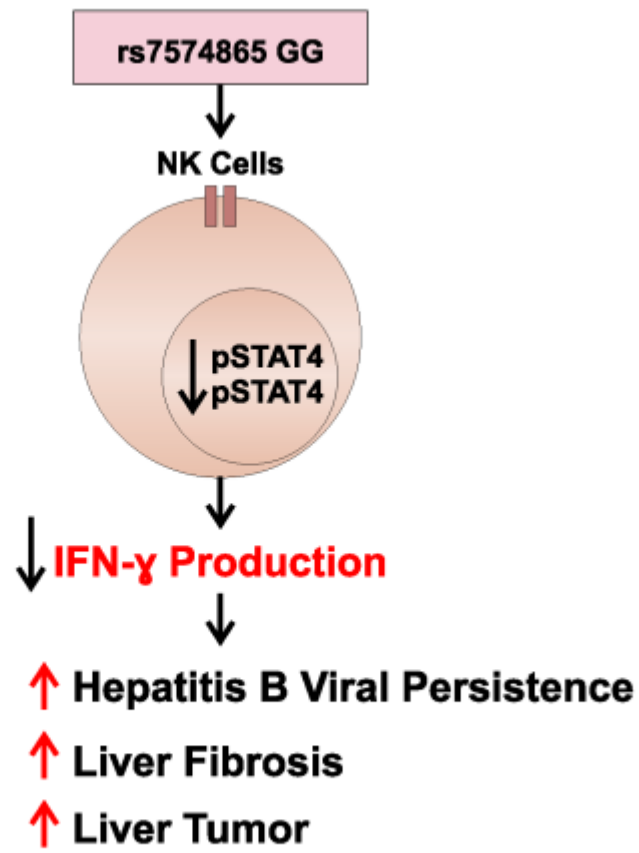 rs7574865 GG
NK Cells
pSTAT4
pSTAT4
IFN-ɣ Production
Hepatitis B Viral Persistence
Liver Fibrosis
Liver Tumor